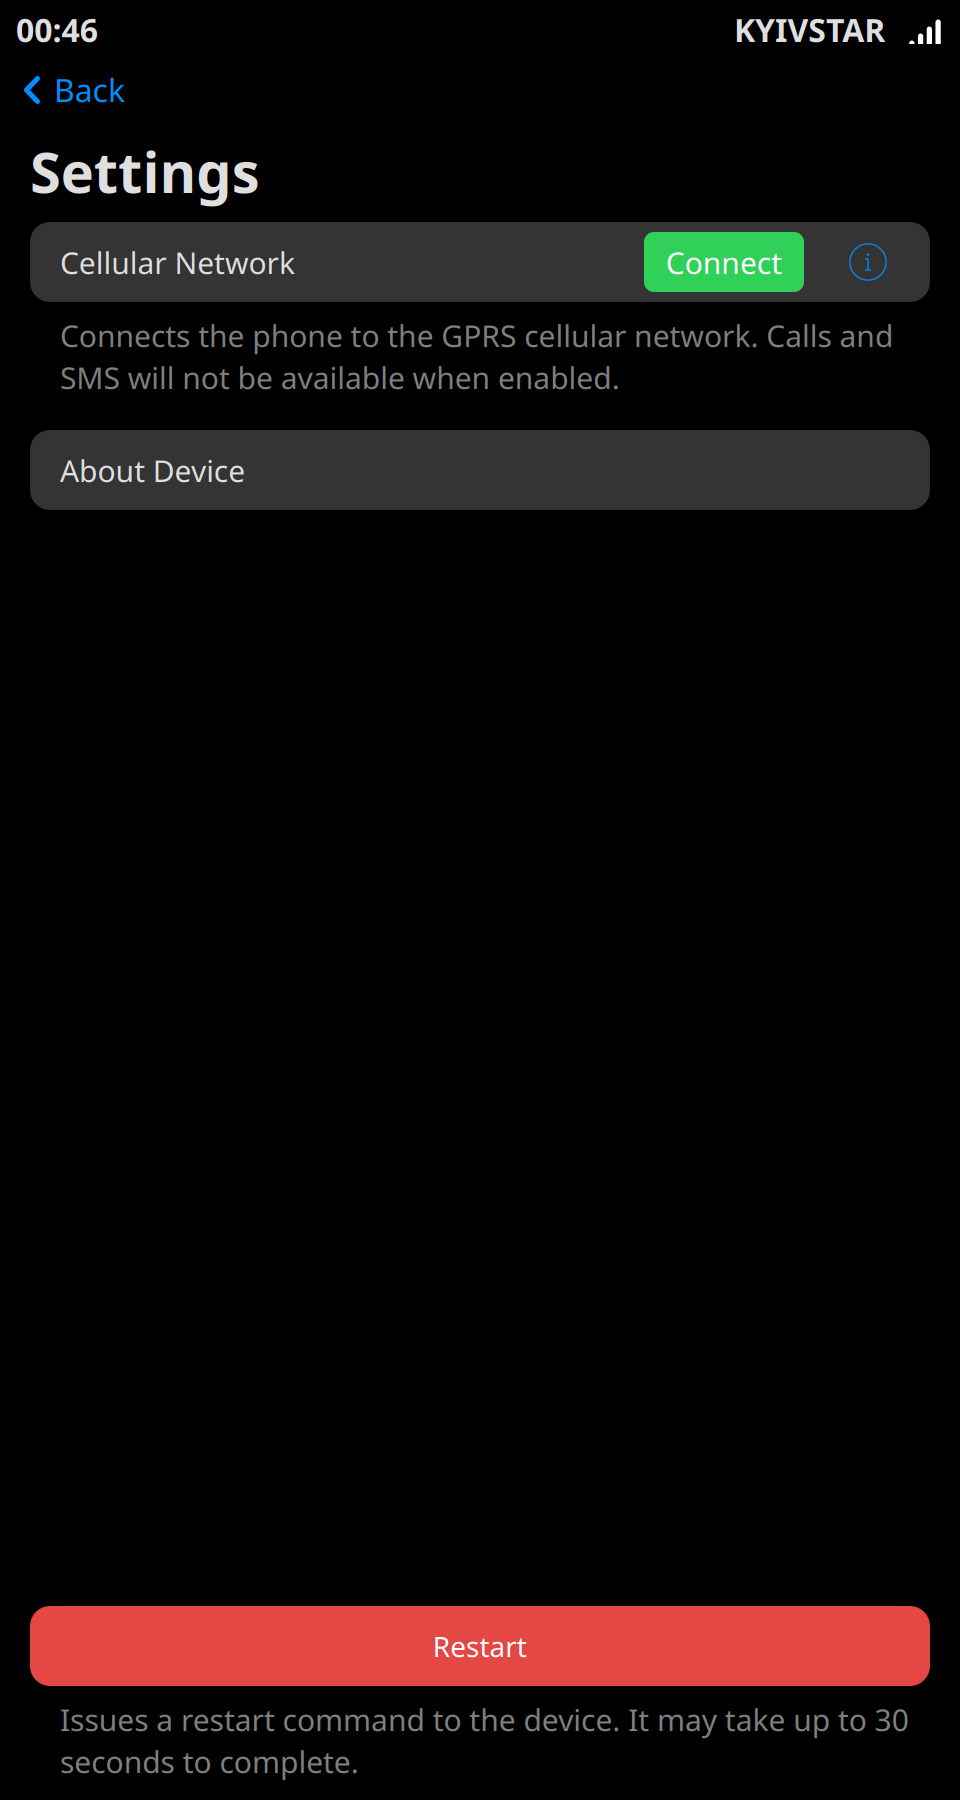 00:46 KYIVSTAR
Back
Settings
Cellular Network Connect i
Connects the phone to the GPRS cellular network. Calls and
SMS will not be available when enabled.
About Device
Restart
Issues a restart command to the device. It may take up to 30
seconds to complete.